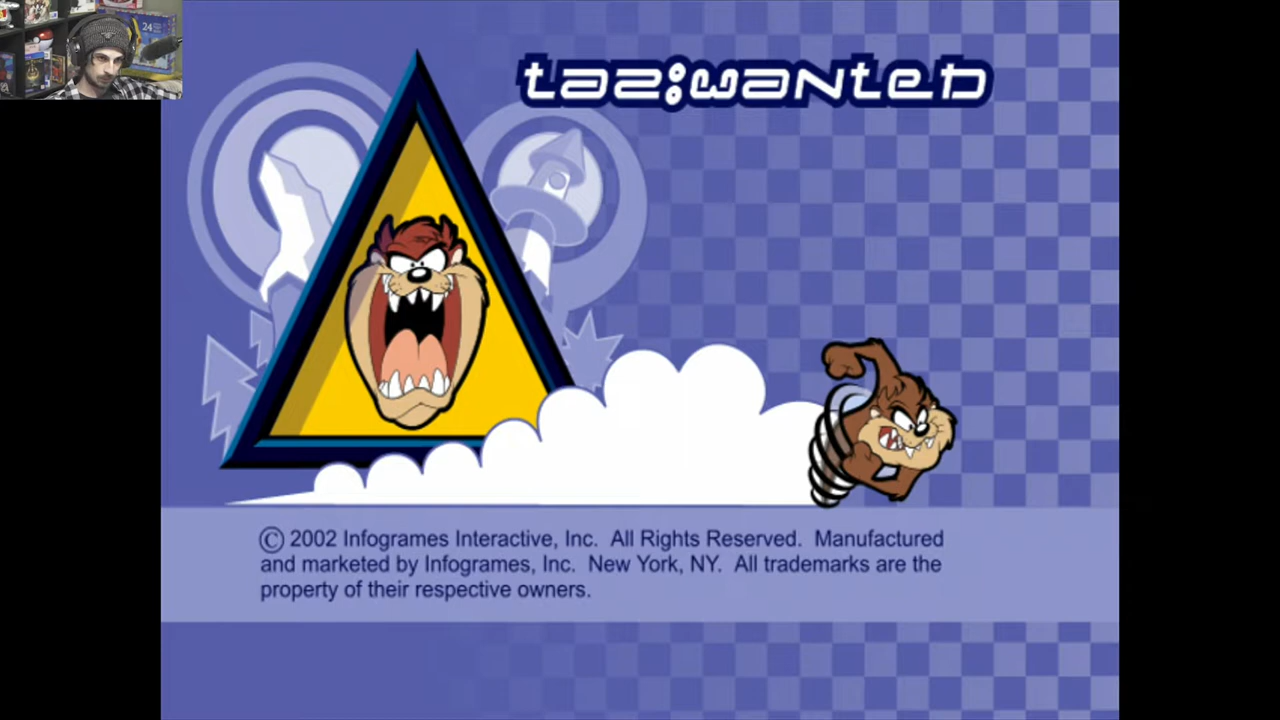 taz:wanted
© 2002 Infogrames Interactive, Inc.  All Rights Reserved.  Manufactured
and marketed by Infogrames, Inc.  New York, NY.  All trademarks are the
property of their respective owners.